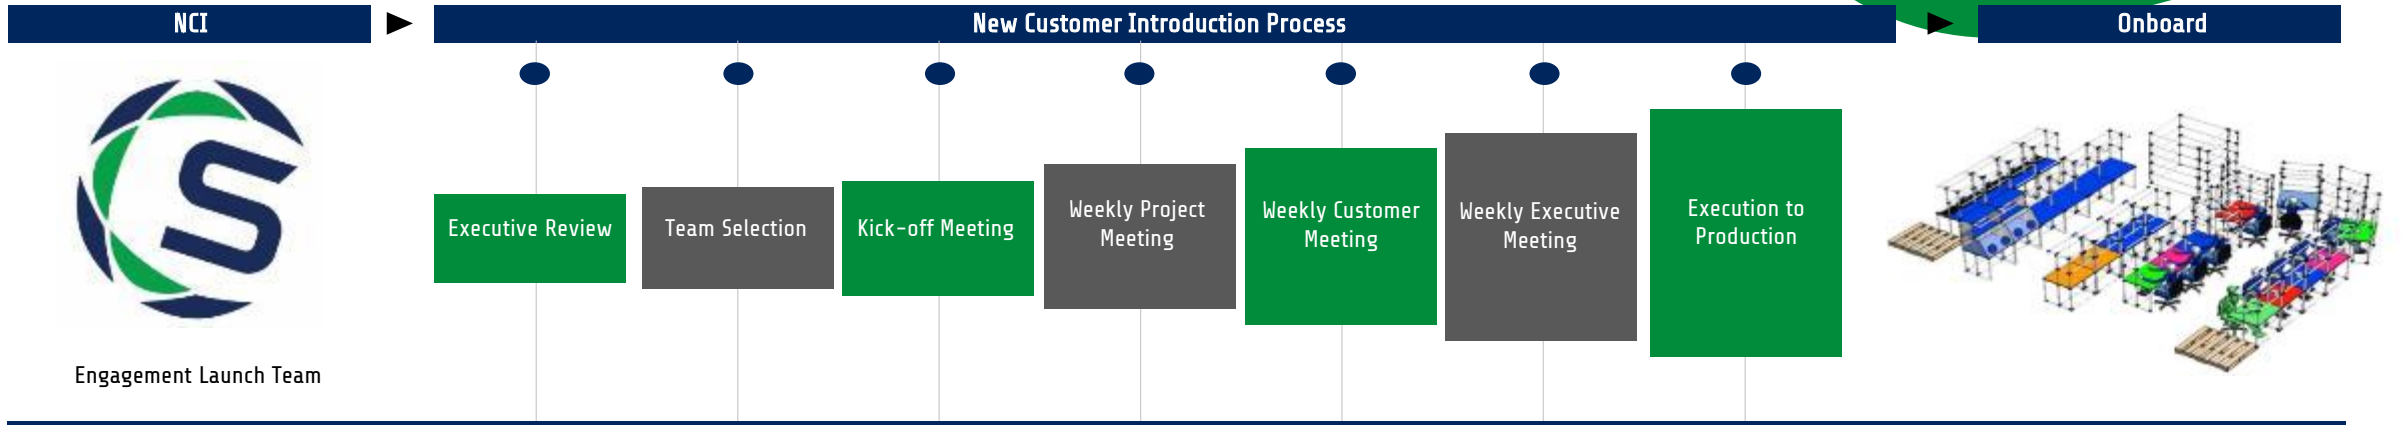 NCI
New Customer Introduction Process
Onboard
S
Executive Review
Team Selection
Kick-off Meeting
Weekly Project
Meeting
Weekly Customer
Meeting
Weekly Executive
Meeting
Execution to
Production
Engagement Launch Team